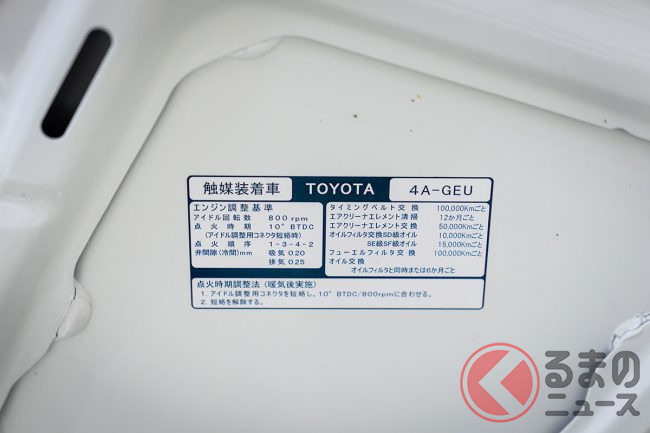 触媒装着車 TOYOTA 4A-GEU
エンジン調整基準
アイドル回転数 800rpm
点火時期 10°BTDC
(アイドル調整用コネクタ短絡時)
点火順序 1-3-4-2
弁間隙(冷間)mm 吸気 020
排気 025
タイミングベルト交換 100,000Kmごと
エアクリーナエレメント清掃 12か月ごと
エアクリーナエレメント交換 50,000Kmごと
オイルフィルタ交換SD級オイル 10,000Kmごと
SE級SF級オイル 15,000Kmごと
フューエルフィルタ交換 100,000Kmごと
オイル交換
オイルフィルタと同時または6か月ごと
点火時期調整法(暖気後実施)
1. アイドル調整用コネクタを短絡し、10°BTDC/800rpmに合わせる。
2. 短絡を解除する。
くるまの
ニュース